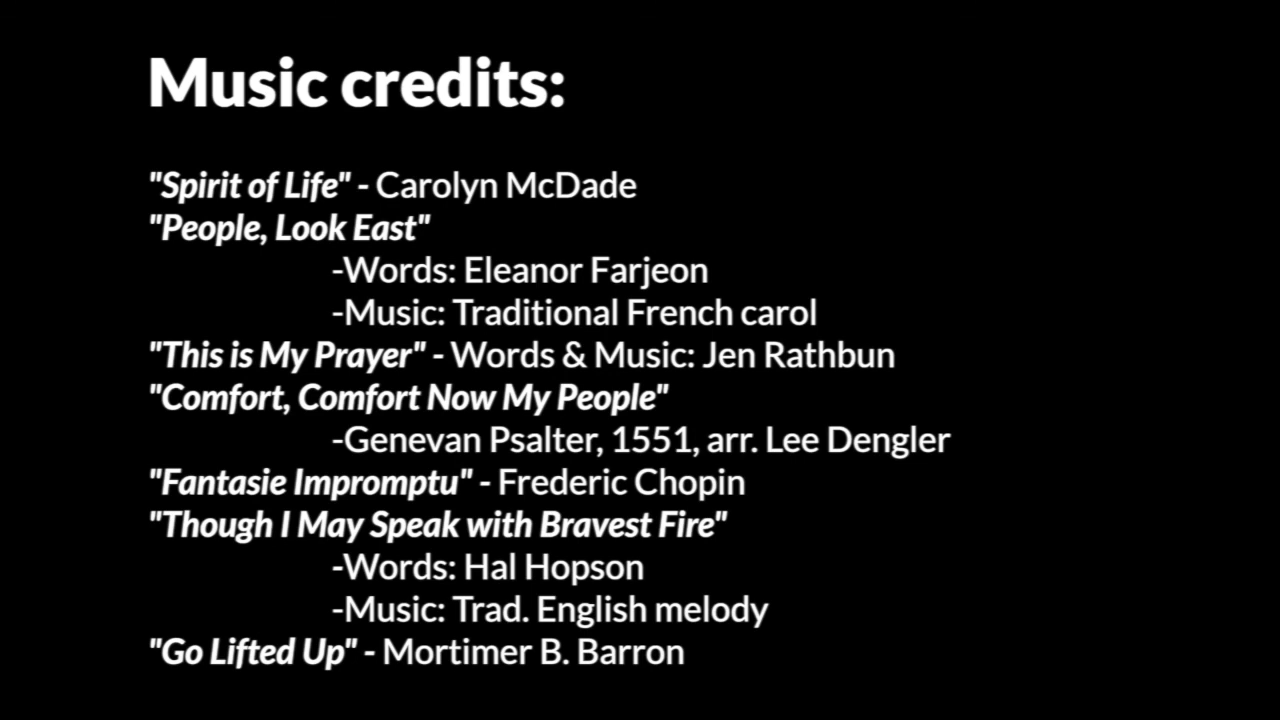 Music credits:
"Spirit of Life" - Carolyn McDade
"People, Look East"
-Words: Eleanor Farjeon
-Music: Traditional French carol
"This is My Prayer" - Words & Music: Jen Rathbun
"Comfort, Comfort Now My People"
-Genevan Psalter, 1551, arr. Lee Dengler
"Fantasie Impromptu" - Frederic Chopin
"Though I May Speak with Bravest Fire"
-Words: Hal Hopson
-Music: Trad. English melody
"Go Lifted Up" - Mortimer B. Barron